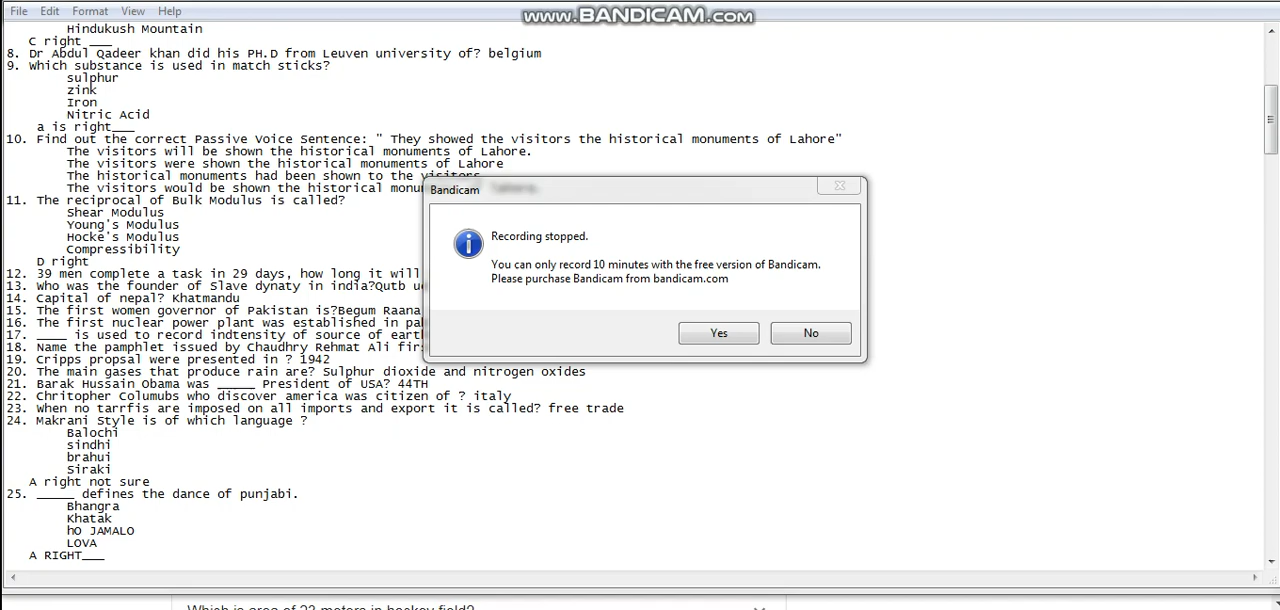 File Edit Format View Help
www.BANDICAM.com
Hindukush Mountain
C right ___
8. Dr Abdul Qadeer khan did his PH.D from Leuven university of? belgium
9. Which substance is used in match sticks?
sulphur
zink
Iron
Nitric Acid
a is right___
10. Find out the correct Passive Voice Sentence: " They showed the visitors the historical monuments of Lahore"
The visitors will be shown the historical monuments of Lahore.
The visitors were shown the historical monuments of Lahore
The historical monuments had been shown to the visitors
The visitors would be shown the historical
11. The reciprocal of Bulk Modulus is called?
Shear Modulus
Young's Modulus
Hocke's Modulus
Compressibility
D right
12. 39 men complete a task in 29 days, how long it will
13. Who was the founder of Slave dynaty in india?Qutb
14. Capital of nepal? Khatmandu
15. The first women governor of Pakistan is?Begum Raana
16. The first nuclear power plant was established in
17. ____ is used to record indtensity of source of
18. Name the pamphlet issued by Chaudhry Rehmat Ali
19. Cripps propsal were presented in ? 1942
20. The main gases that produce rain are? Sulphur dioxide and nitrogen oxides
21. Barak Hussain Obama was _____ President of USA? 44TH
22. Chritopher Columubs who discover america was citizen of ? italy
23. When no tarrfis are imposed on all imports and export it is called? free trade
24. Makrani Style is of which language ?
Balochi
sindhi
brahui
Siraki
A right not sure
25. _____ defines the dance of punjabi.
Bhangra
Khatak
hO JAMALO
LOVA
A RIGHT___
Bandicam
Recording stopped.
You can only record 10 minutes with the free version of Bandicam.
Please purchase Bandicam from bandicam.com
Yes No
Which is area of 23 meters in hockey field?